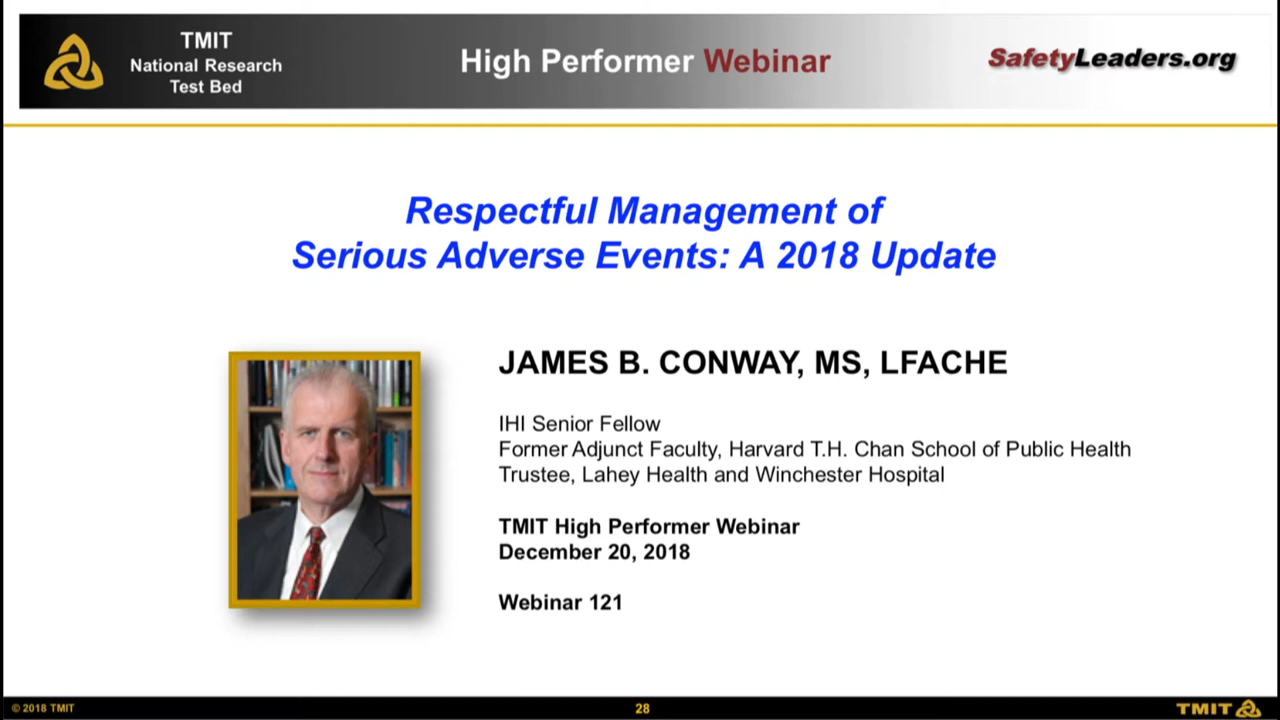 TMIT
National Research
Test Bed
High Performer Webinar
SafetyLeaders.org
Respectful Management of
Serious Adverse Events: A 2018 Update
JAMES B. CONWAY, MS, LFACHE
IHI Senior Fellow
Former Adjunct Faculty, Harvard T.H. Chan School of Public Health
Trustee, Lahey Health and Winchester Hospital
TMIT High Performer Webinar
December 20, 2018
Webinar 121
© 2018 TMIT
28
TMIT